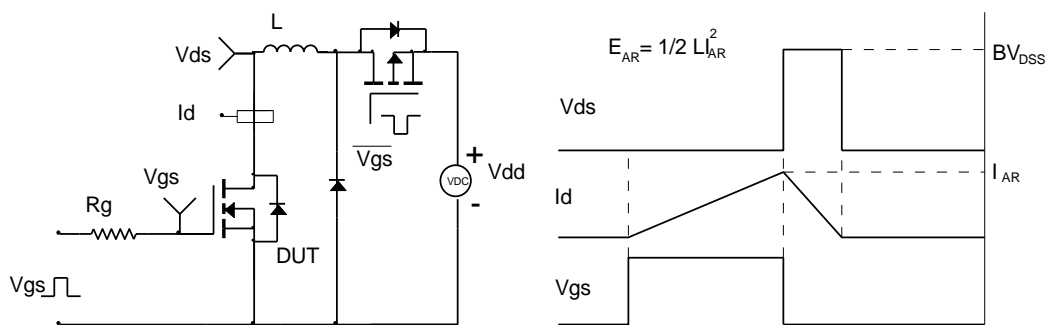 L
Vds
Id
Vgs
Vgs
+
VDC
Vdd
-
Rg
DUT
Vgs
E_AR = 1/2 LI_AR^2
BV_DSS
Vds
I_AR
Id
Vgs